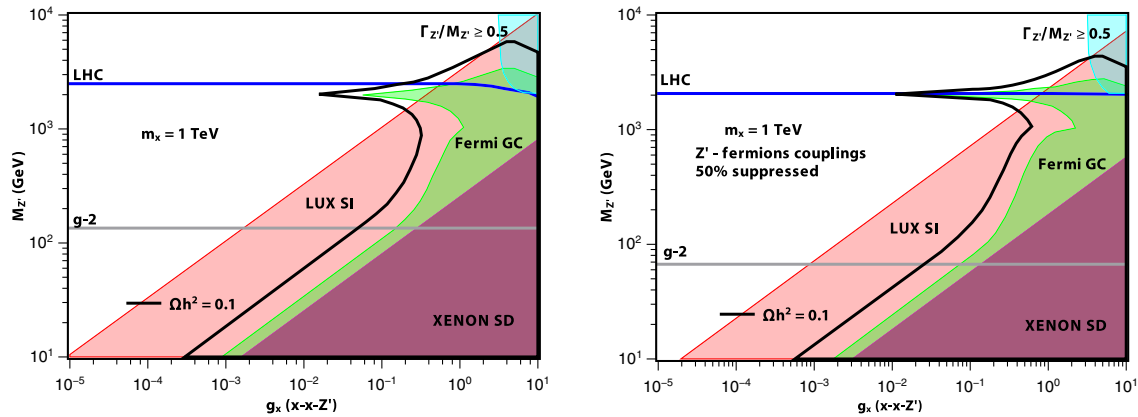 10⁴
Γ_Z'/M_Z' ≥ 0.5
LHC
10³
m_x = 1 TeV
Fermi GC
M_Z' (GeV)
LUX SI
g-2
10²
Ωh² = 0.1
XENON SD
10¹
10⁻⁵ 10⁻⁴ 10⁻³ 10⁻² 10⁻¹ 10⁰ 10¹
g_x (x-x-Z')
10⁴
Γ_Z'/M_Z' ≥ 0.5
LHC
10³
m_x = 1 TeV
Z' - fermions couplings
50% suppressed
Fermi GC
M_Z' (GeV)
LUX SI
g-2
10²
Ωh² = 0.1
XENON SD
10¹
10⁻⁵ 10⁻⁴ 10⁻³ 10⁻² 10⁻¹ 10⁰ 10¹
g_x (x-x-Z')